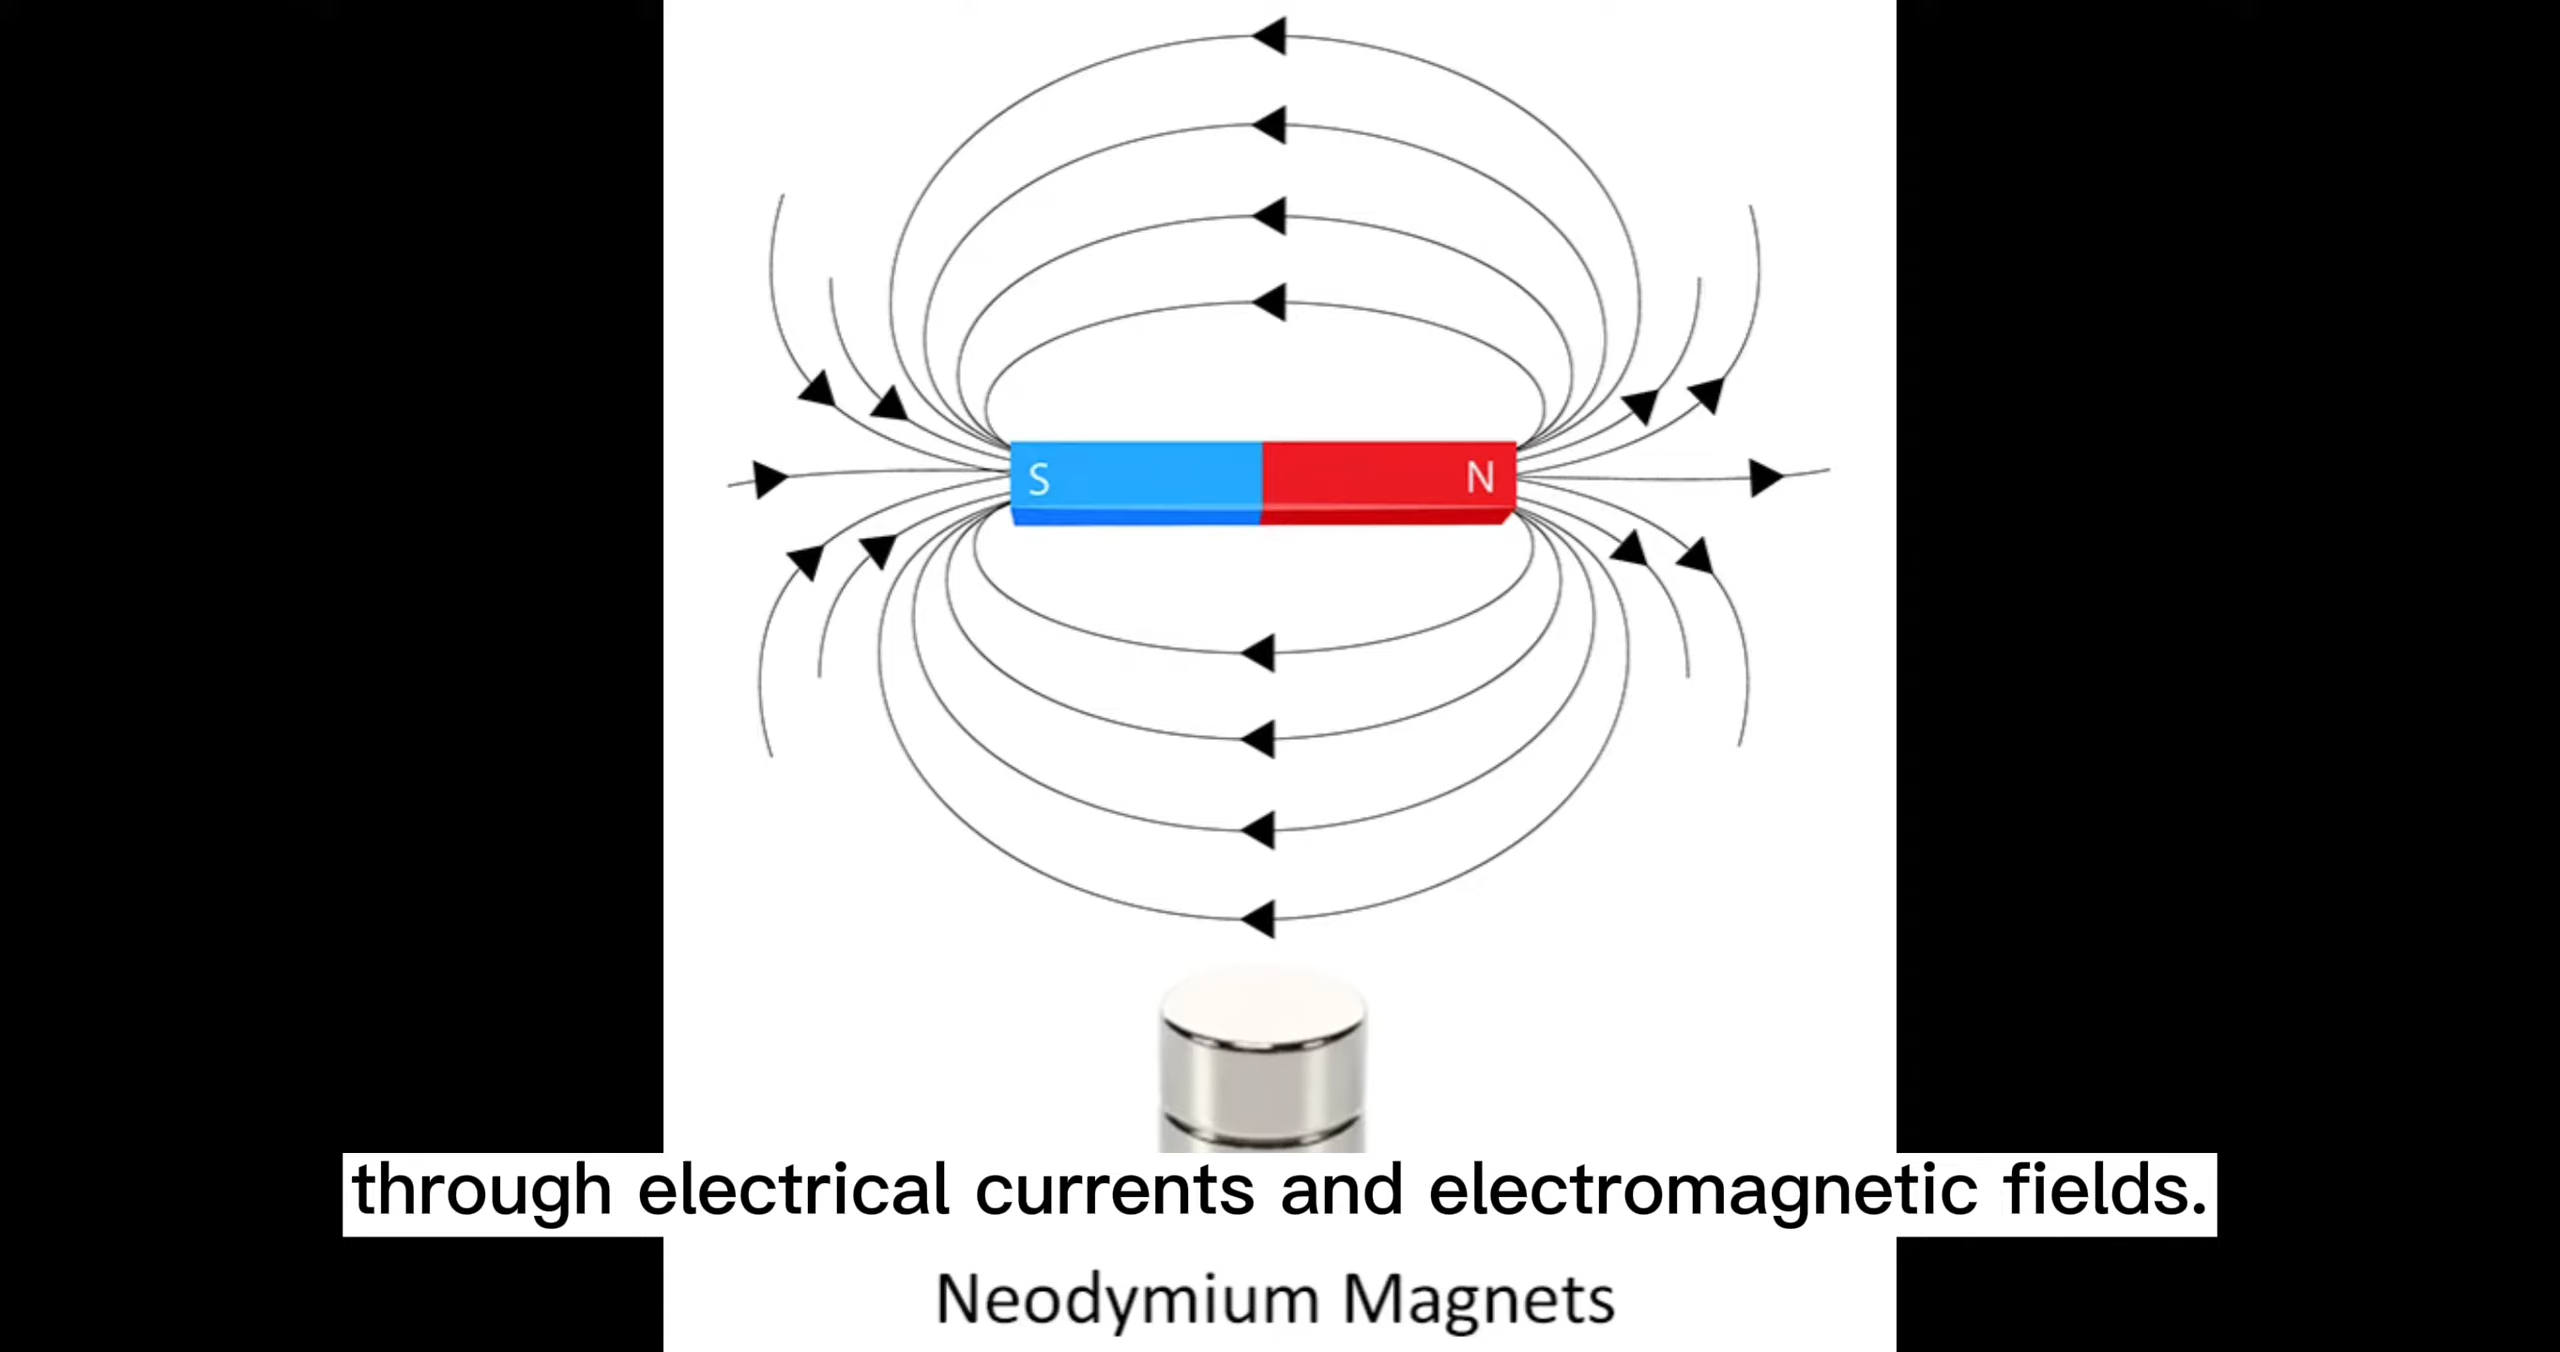 S N
through electrical currents and electromagnetic fields.
Neodymium Magnets